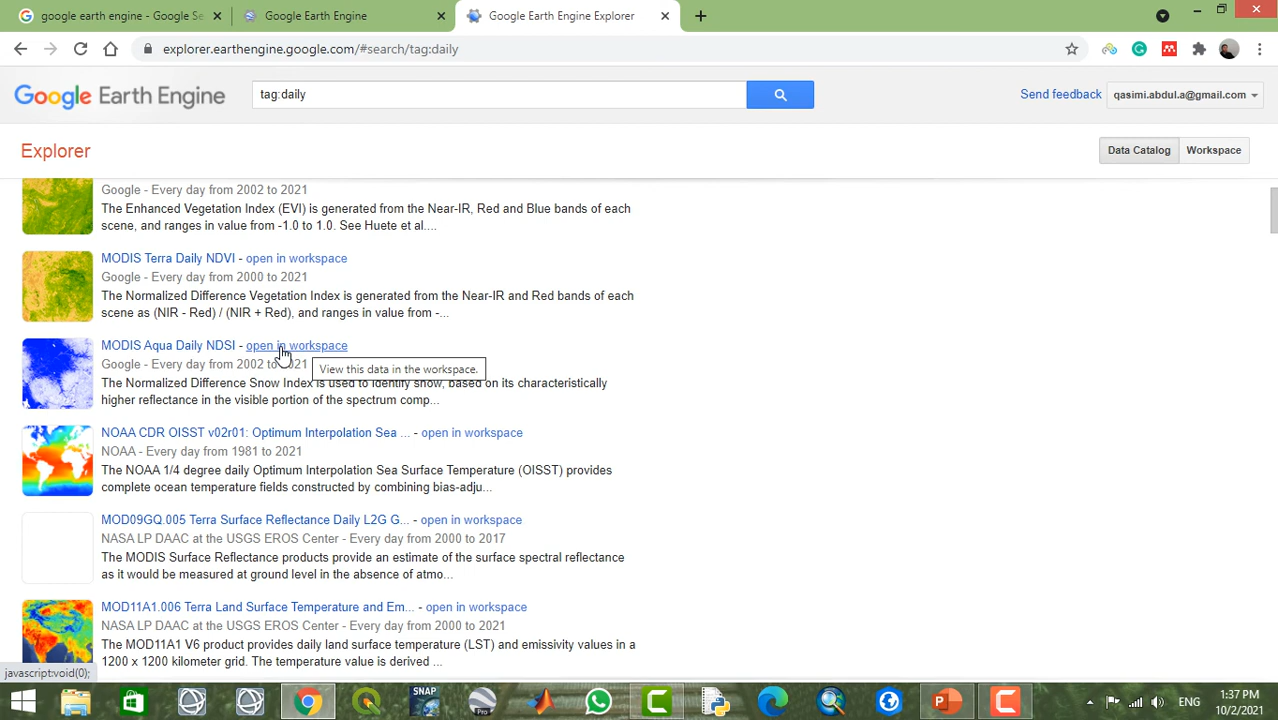 google earth engine - Google Se
Google Earth Engine
Google Earth Engine Explorer
explorer.earthengine.google.com/#search/tag:daily
Google Earth Engine
tag:daily
Send feedback
qasimi.abdul.a@gmail.com
Explorer
Data Catalog
Workspace
Google - Every day from 2002 to 2021
The Enhanced Vegetation Index (EVI) is generated from the Near-IR, Red and Blue bands of each
scene, and ranges in value from -1.0 to 1.0. See Huete et al....
MODIS Terra Daily NDVI - open in workspace
Google - Every day from 2000 to 2021
The Normalized Difference Vegetation Index is generated from the Near-IR and Red bands of each
scene as (NIR - Red) / (NIR + Red), and ranges in value from -...
MODIS Aqua Daily NDSI - open in workspace
Google - Every day from 2002 to 2021
View this data in the workspace.
The Normalized Difference Snow Index is used to identify snow, based on its characteristically
higher reflectance in the visible portion of the spectrum comp...
NOAA CDR OISST v02r01: Optimum Interpolation Sea ... - open in workspace
NOAA - Every day from 1981 to 2021
The NOAA 1/4 degree daily Optimum Interpolation Sea Surface Temperature (OISST) provides
complete ocean temperature fields constructed by combining bias-adju...
MOD09GQ.005 Terra Surface Reflectance Daily L2G G... - open in workspace
NASA LP DAAC at the USGS EROS Center - Every day from 2000 to 2017
The MODIS Surface Reflectance products provide an estimate of the surface spectral reflectance
as it would be measured at ground level in the absence of atmo...
MOD11A1.006 Terra Land Surface Temperature and Em... - open in workspace
NASA LP DAAC at the USGS EROS Center - Every day from 2000 to 2021
The MOD11A1 V6 product provides daily land surface temperature (LST) and emissivity values in a
1200 x 1200 kilometer grid. The temperature value is derived ...
javascript:void(0);
SNAP
Pro
ENG
1:37 PM
10/2/2021